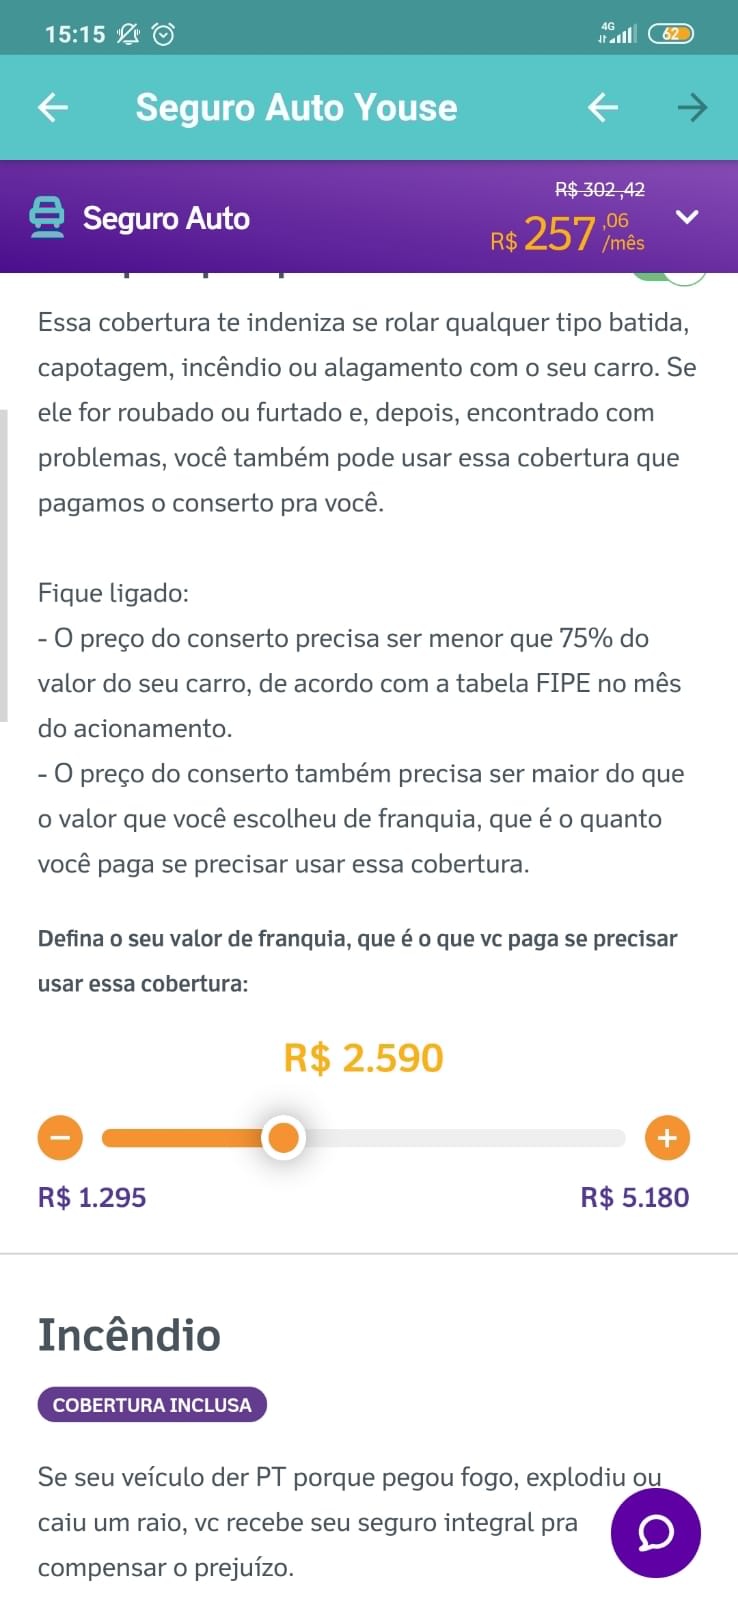 15:15
4G
62
Seguro Auto Youse
R$ 302,42
Seguro Auto
R$ 257,06 /mês
Essa cobertura te indeniza se rolar qualquer tipo batida,
capotagem, incêndio ou alagamento com o seu carro. Se
ele for roubado ou furtado e, depois, encontrado com
problemas, você também pode usar essa cobertura que
pagamos o conserto pra você.
Fique ligado:
- O preço do conserto precisa ser menor que 75% do
valor do seu carro, de acordo com a tabela FIPE no mês
do acionamento.
- O preço do conserto também precisa ser maior do que
o valor que você escolheu de franquia, que é o quanto
você paga se precisar usar essa cobertura.
Defina o seu valor de franquia, que é o que vc paga se precisar
usar essa cobertura:
R$ 2.590
R$ 1.295
R$ 5.180
Incêndio
COBERTURA INCLUSA
Se seu veículo der PT porque pegou fogo, explodiu ou
caiu um raio, vc recebe seu seguro integral pra
compensar o prejuízo.